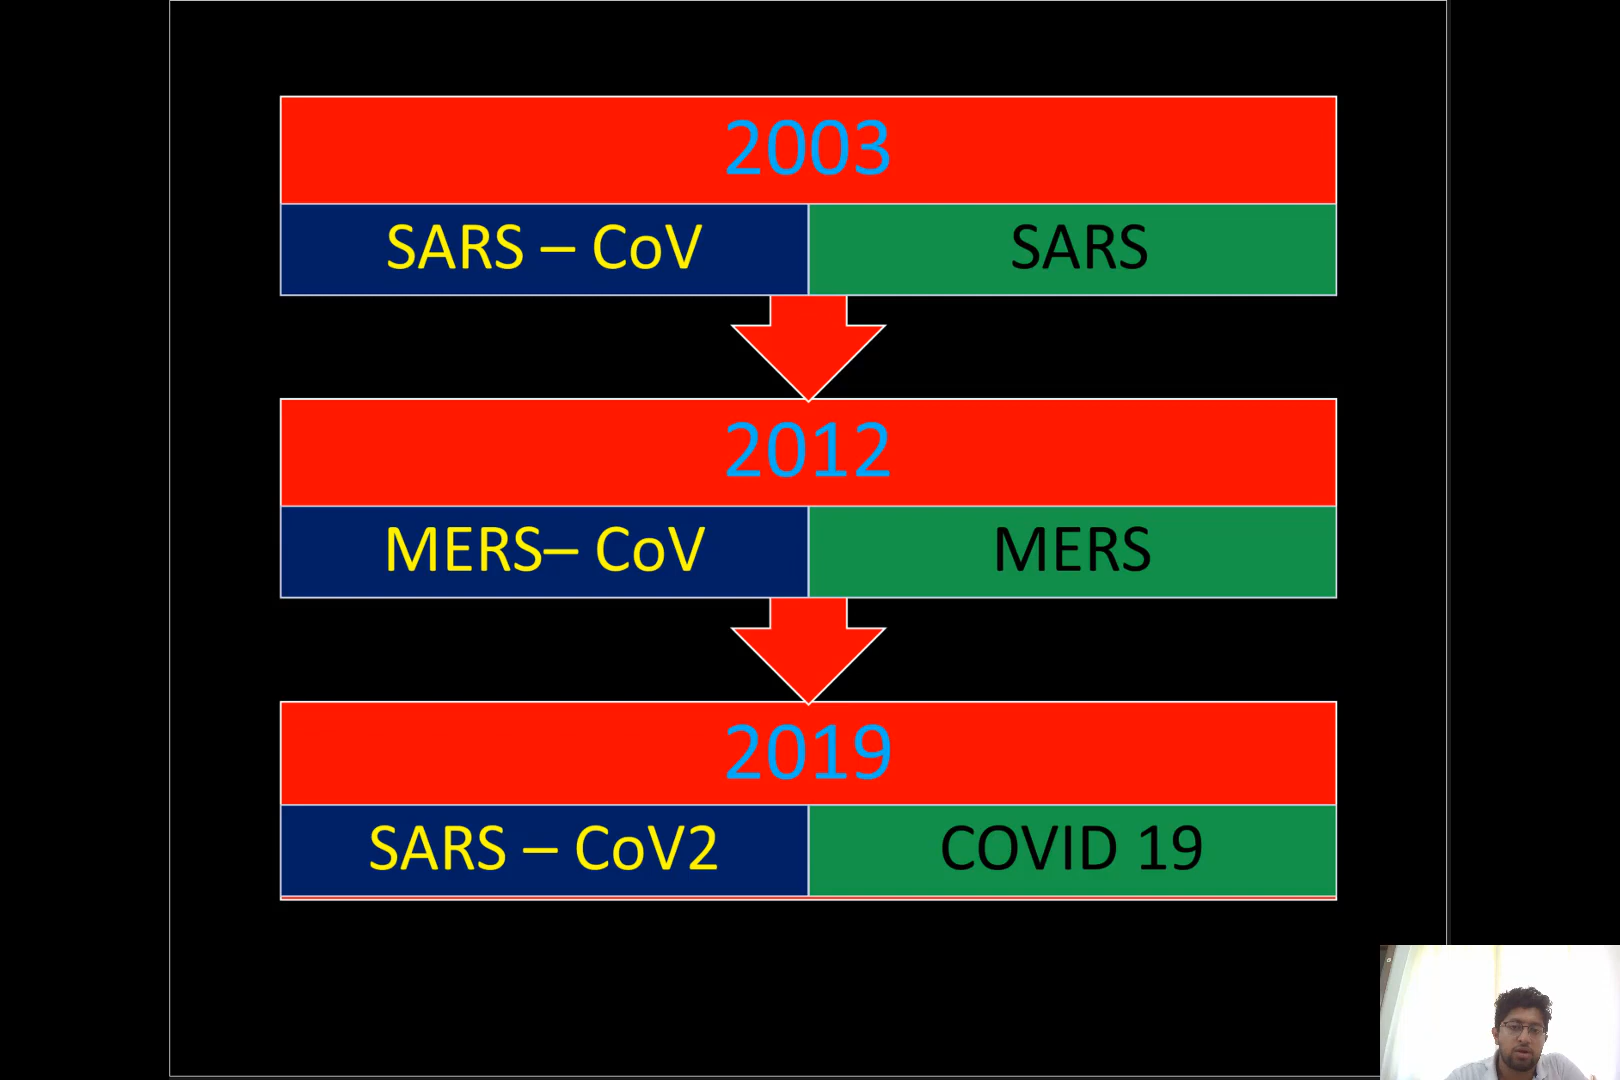 2003
SARS – CoV
SARS
2012
MERS– CoV
MERS
2019
SARS – CoV2
COVID 19